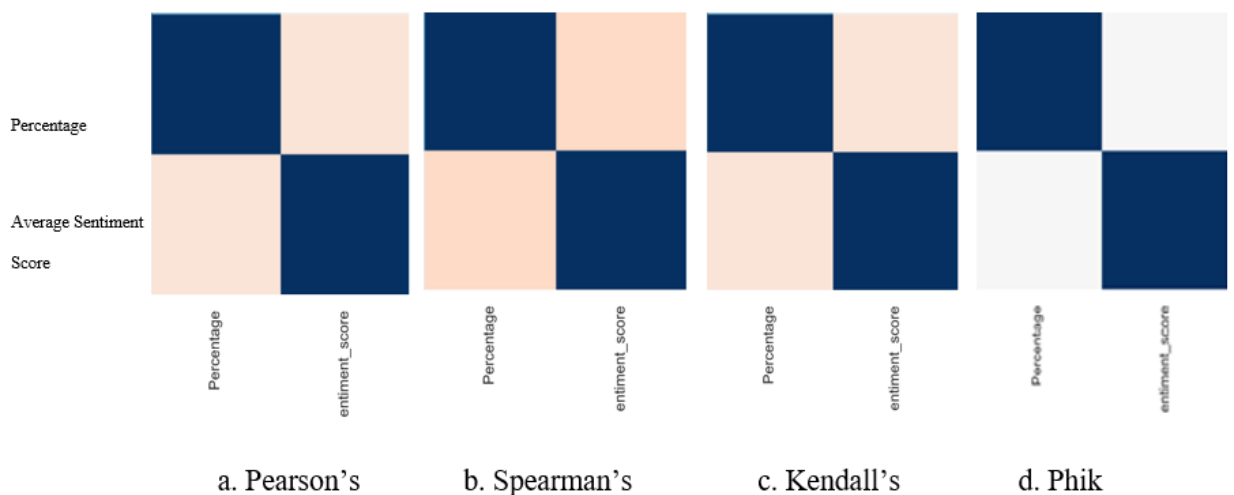 Percentage
Average Sentiment
Score
Percentage
entiment_score
Percentage
entiment_score
Percentage
entiment_score
Percentage
entiment_score
a. Pearson’s
b. Spearman’s
c. Kendall’s
d. Phik